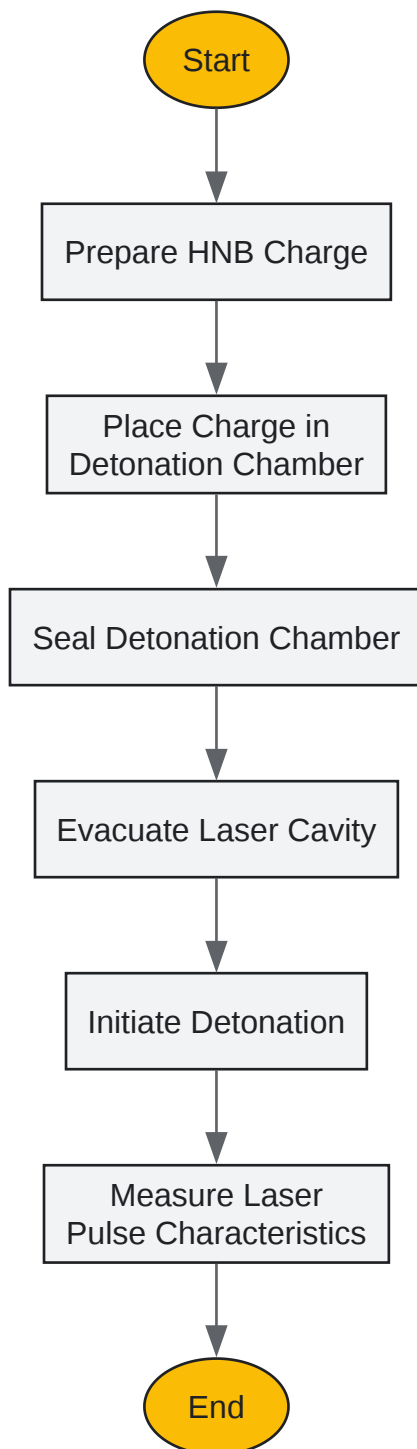 Start
Prepare HNB Charge
Place Charge in
Detonation Chamber
Seal Detonation Chamber
Evacuate Laser Cavity
Initiate Detonation
Measure Laser
Pulse Characteristics
End